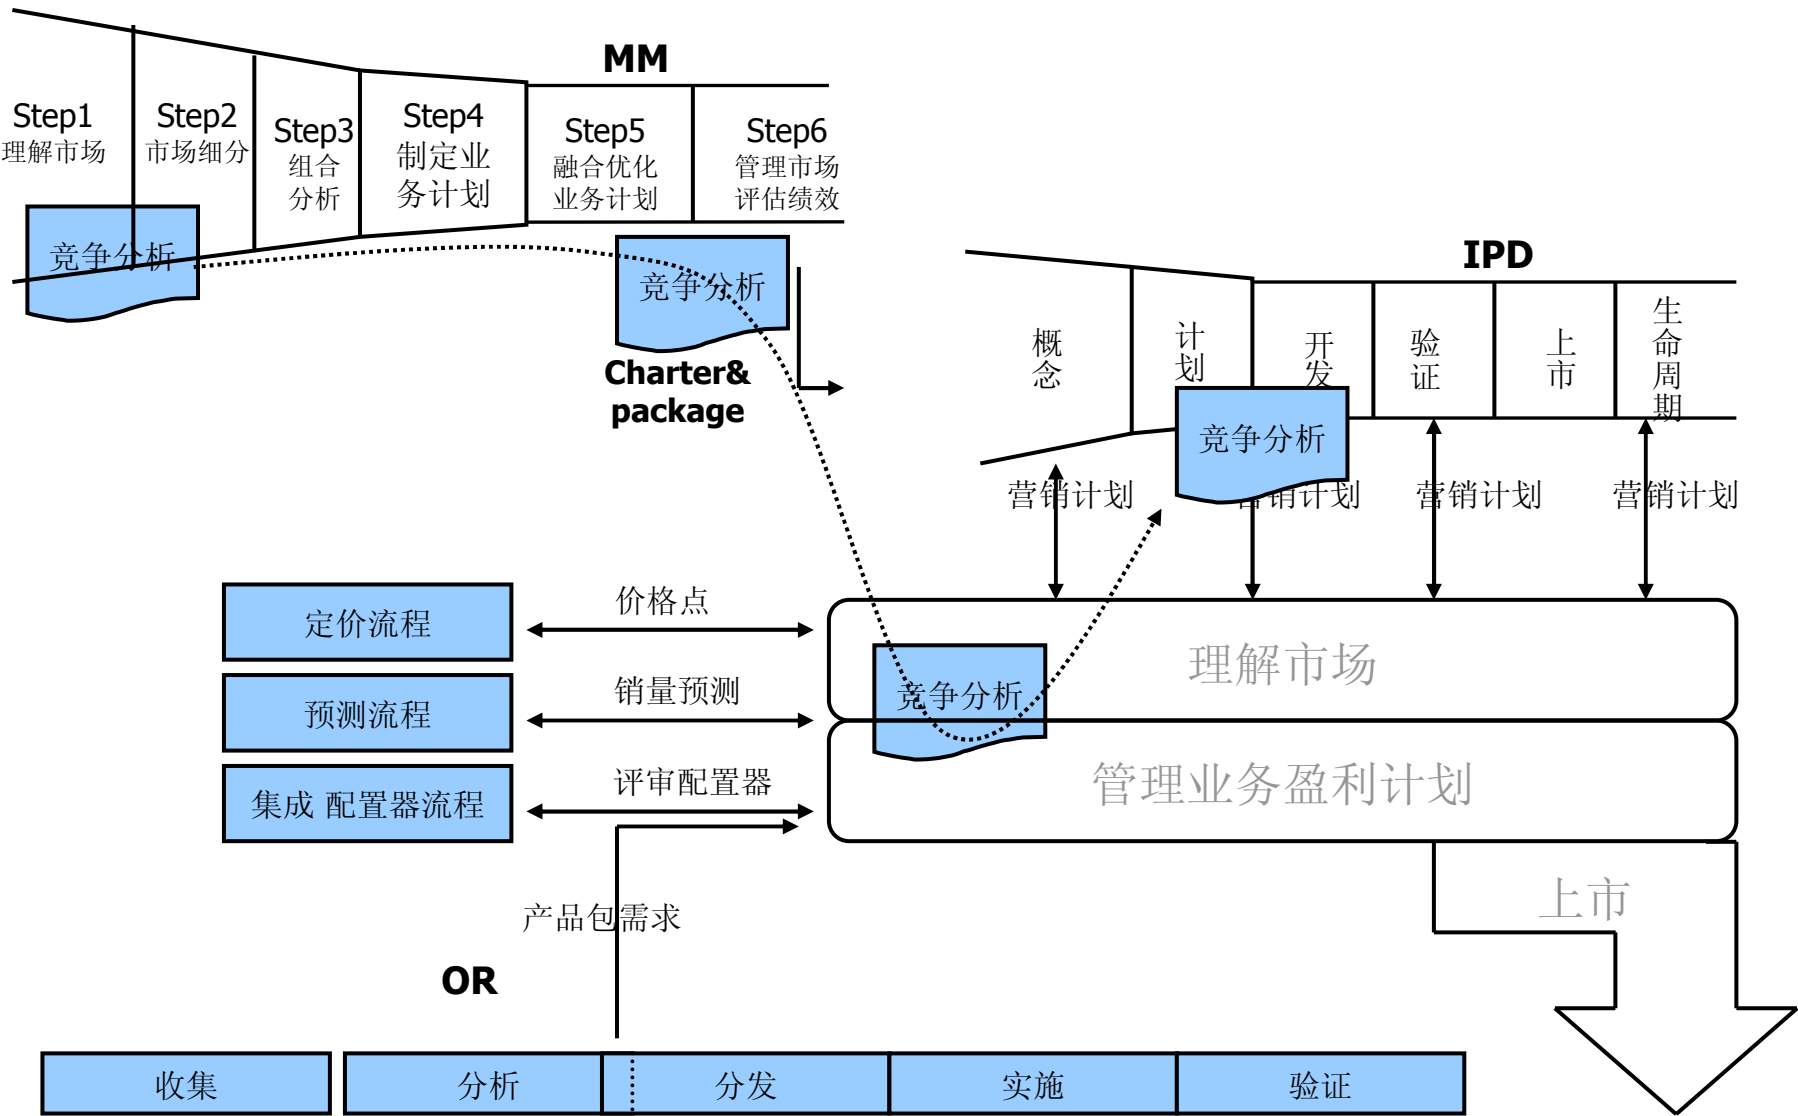 MM
Step1
理解市场
Step2
市场细分
Step3
组合
分析
Step4
制定业
务计划
Step5
融合优化
业务计划
Step6
管理市场
评估绩效
竞争分析
竞争分析
Charter&
package
IPD
概念
计划
开发
验证
上市
生命周期
竞争分析
营销计划
营销计划
营销计划
营销计划
定价流程
价格点
理解市场
预测流程
销量预测
竞争分析
集成 配置器流程
评审配置器
管理业务盈利计划
产品包需求
上市
OR
收集
分析
分发
实施
验证